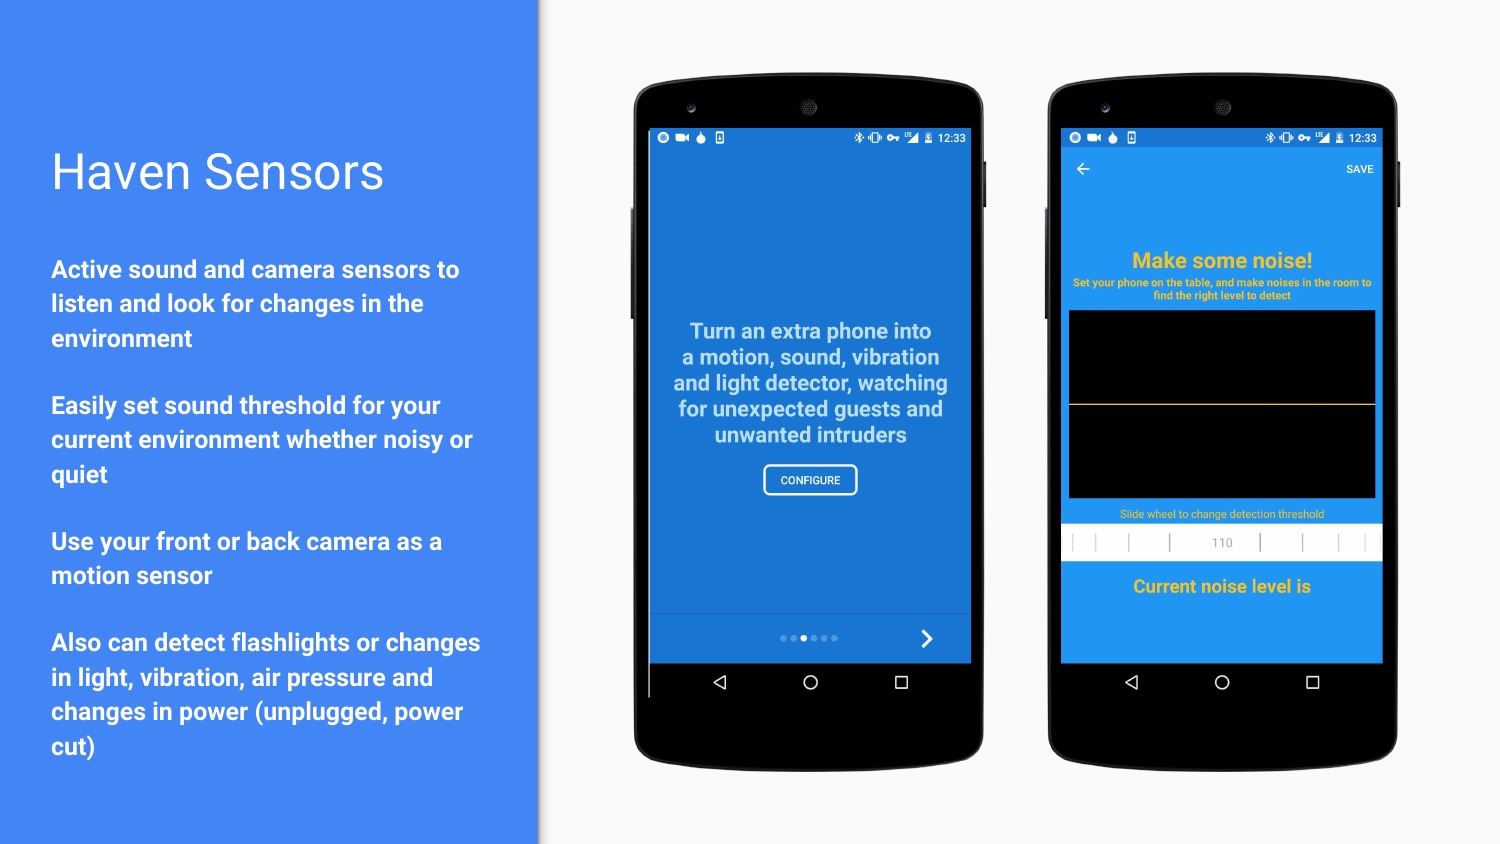 Haven Sensors
Active sound and camera sensors to
listen and look for changes in the
environment
Easily set sound threshold for your
current environment whether noisy or
quiet
Use your front or back camera as a
motion sensor
Also can detect flashlights or changes
in light, vibration, air pressure and
changes in power (unplugged, power
cut)
LTE 12:33
Turn an extra phone into
a motion, sound, vibration
and light detector, watching
for unexpected guests and
unwanted intruders
CONFIGURE
LTE 12:33
SAVE
Make some noise!
Set your phone on the table, and make noises in the room to
find the right level to detect
Slide wheel to change detection threshold
110
Current noise level is